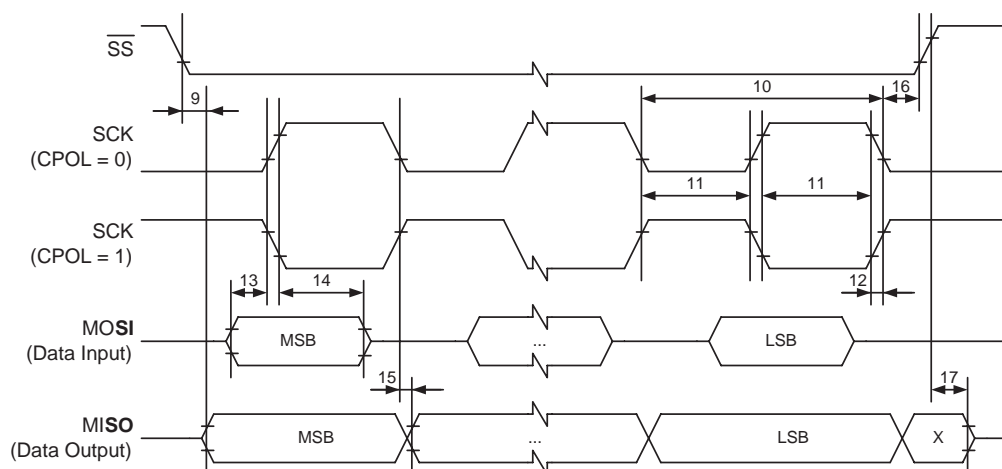 SS
10
16
9
SCK
(CPOL = 0)
11
11
SCK
(CPOL = 1)
13
14
12
MOSI
(Data Input)
MSB
...
LSB
15
17
MISO
(Data Output)
MSB
...
LSB
X